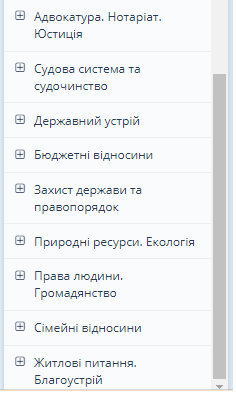 Адвокатура. Нотаріат.
Юстиція
Судова система та
судочинство
Державний устрій
Бюджетні відносини
Захист держави та
правопорядок
Природні ресурси. Екологія
Права людини.
Громадянство
Сімейні відносини
Житлові питання.
Благоустрій